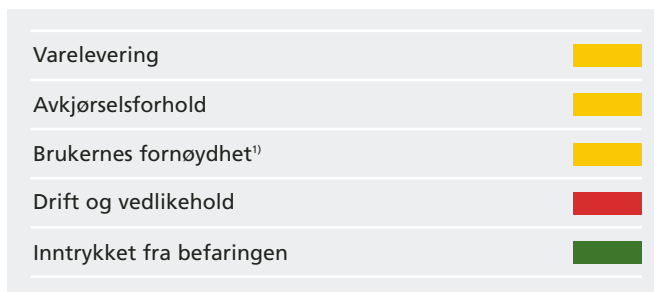 Varelevering
Avkjørselsforhold
Brukernes fornøydhet¹⁾
Drift og vedlikehold
Inntrykket fra befaringen